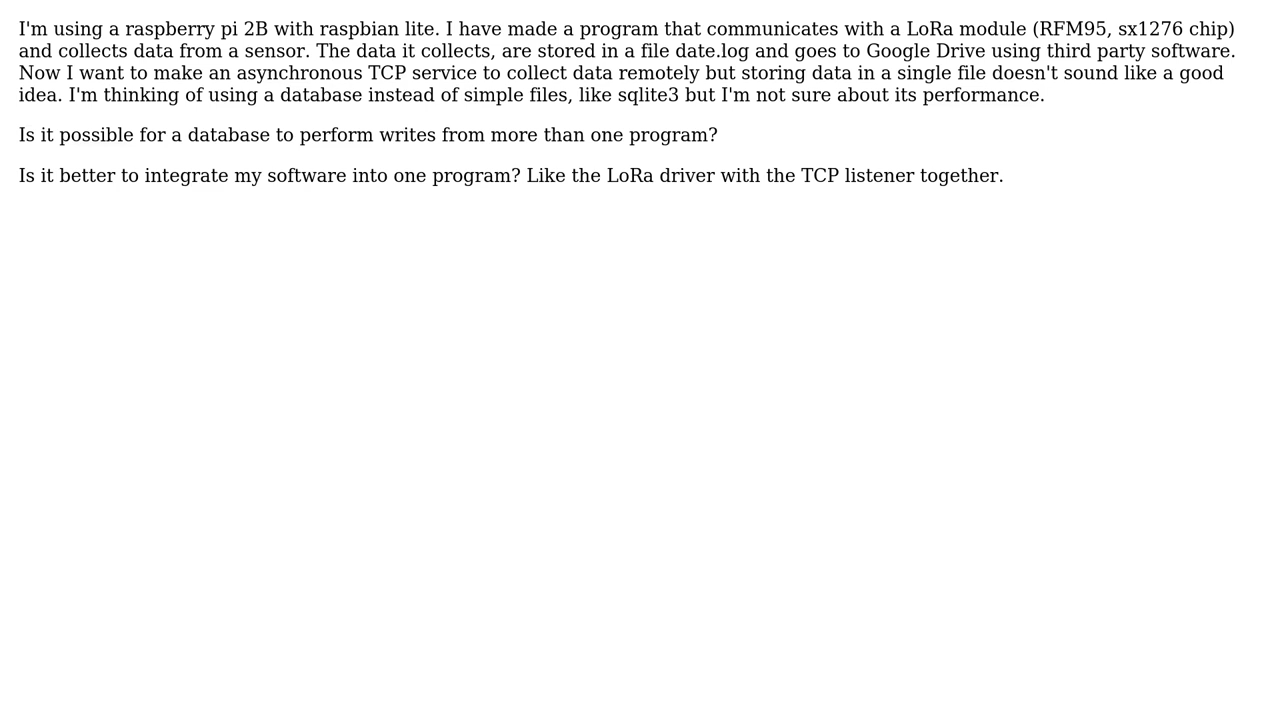 I'm using a raspberry pi 2B with raspbian lite. I have made a program that communicates with a LoRa module (RFM95, sx1276 chip)
and collects data from a sensor. The data it collects, are stored in a file date.log and goes to Google Drive using third party software.
Now I want to make an asynchronous TCP service to collect data remotely but storing data in a single file doesn't sound like a good
idea. I'm thinking of using a database instead of simple files, like sqlite3 but I'm not sure about its performance.
Is it possible for a database to perform writes from more than one program?
Is it better to integrate my software into one program? Like the LoRa driver with the TCP listener together.